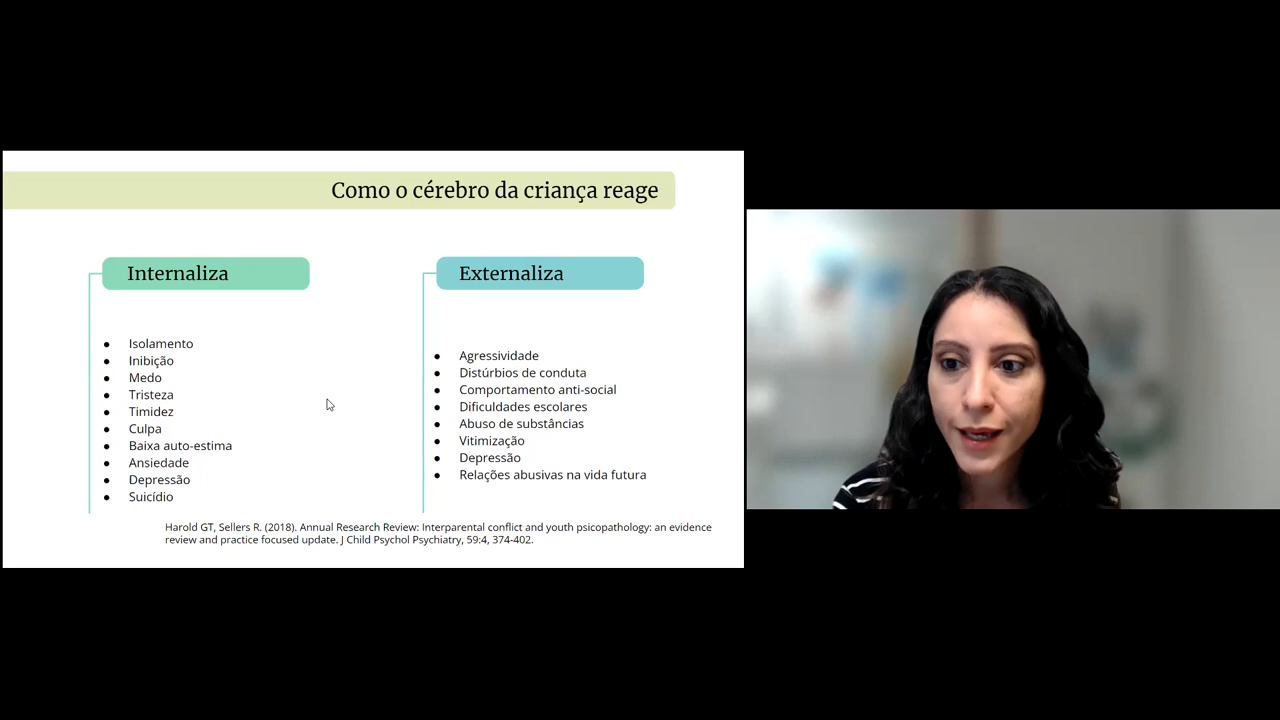 Como o cérebro da criança reage
Internaliza
Isolamento
Inibição
Medo
Tristeza
Timidez
Culpa
Baixa auto-estima
Ansiedade
Depressão
Suicídio
Externaliza
Agressividade
Distúrbios de conduta
Comportamento anti-social
Dificuldades escolares
Abuso de substâncias
Vitimização
Depressão
Relações abusivas na vida futura
Harold GT, Sellers R. (2018). Annual Research Review: Interparental conflict and youth psicopathology: an evidence
review and practice focused update. J Child Psychol Psychiatry, 59:4, 374-402.